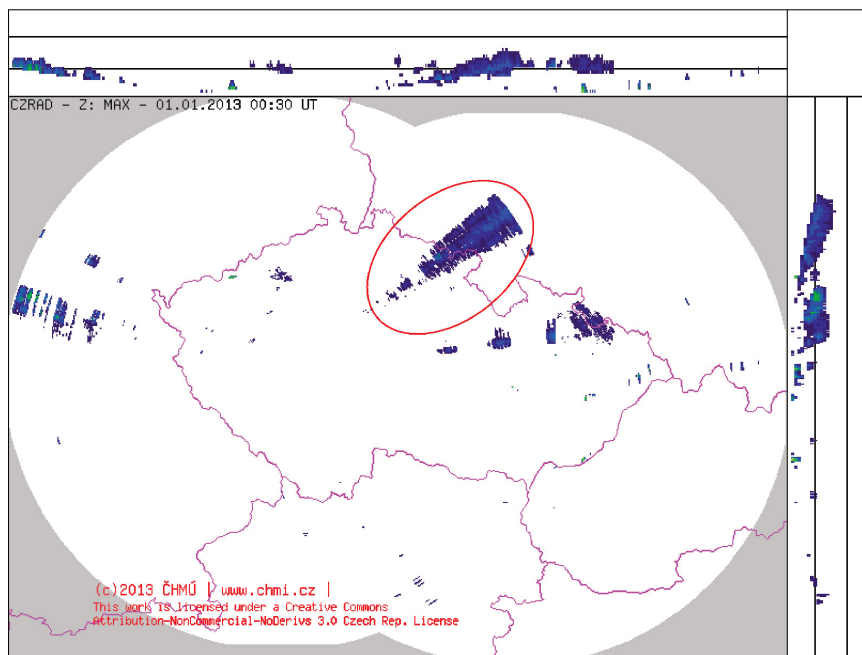 CZRAD - Z: MAX - 01.01.2013 00:30 UT
(c)2013 ČHMÚ | www.chmi.cz |
This work is licensed under a Creative Commons
Attribution-NonCommercial-NoDerivs 3.0 Czech Rep. License